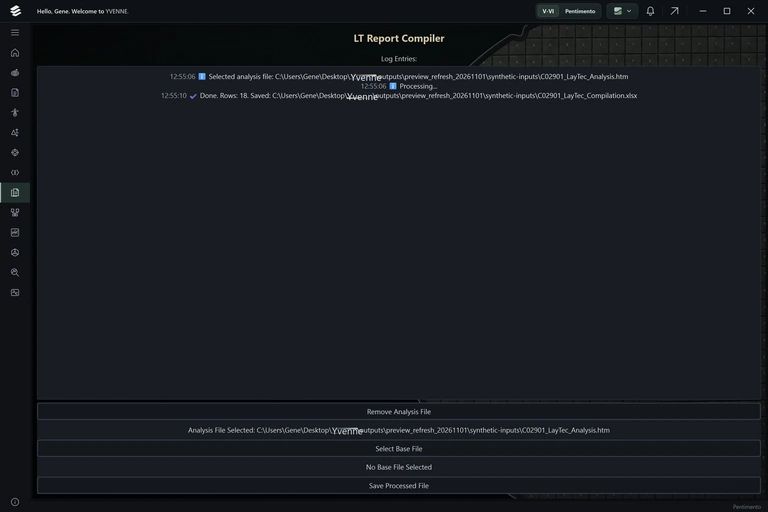 Hello, Gene. Welcome to YVENNE.
V-VI Pentimento
LT Report Compiler
Log Entries:
12:55:06 Selected analysis file: C:\Users\Gene\Desktop\Yvenne\outputs\preview_refresh_20261101\synthetic-inputs\C02901_LayTec_Analysis.htm
12:55:06 Processing...
12:55:10 Done. Rows: 18. Saved: C:\Users\Gene\Desktop\Yvenne\outputs\preview_refresh_20261101\synthetic-inputs\C02901_LayTec_Compilation.xlsx
Remove Analysis File
Analysis File Selected: C:\Users\Gene\Desktop\Yvenne\outputs\preview_refresh_20261101\synthetic-inputs\C02901_LayTec_Analysis.htm
Select Base File
No Base File Selected
Save Processed File
Pentimento